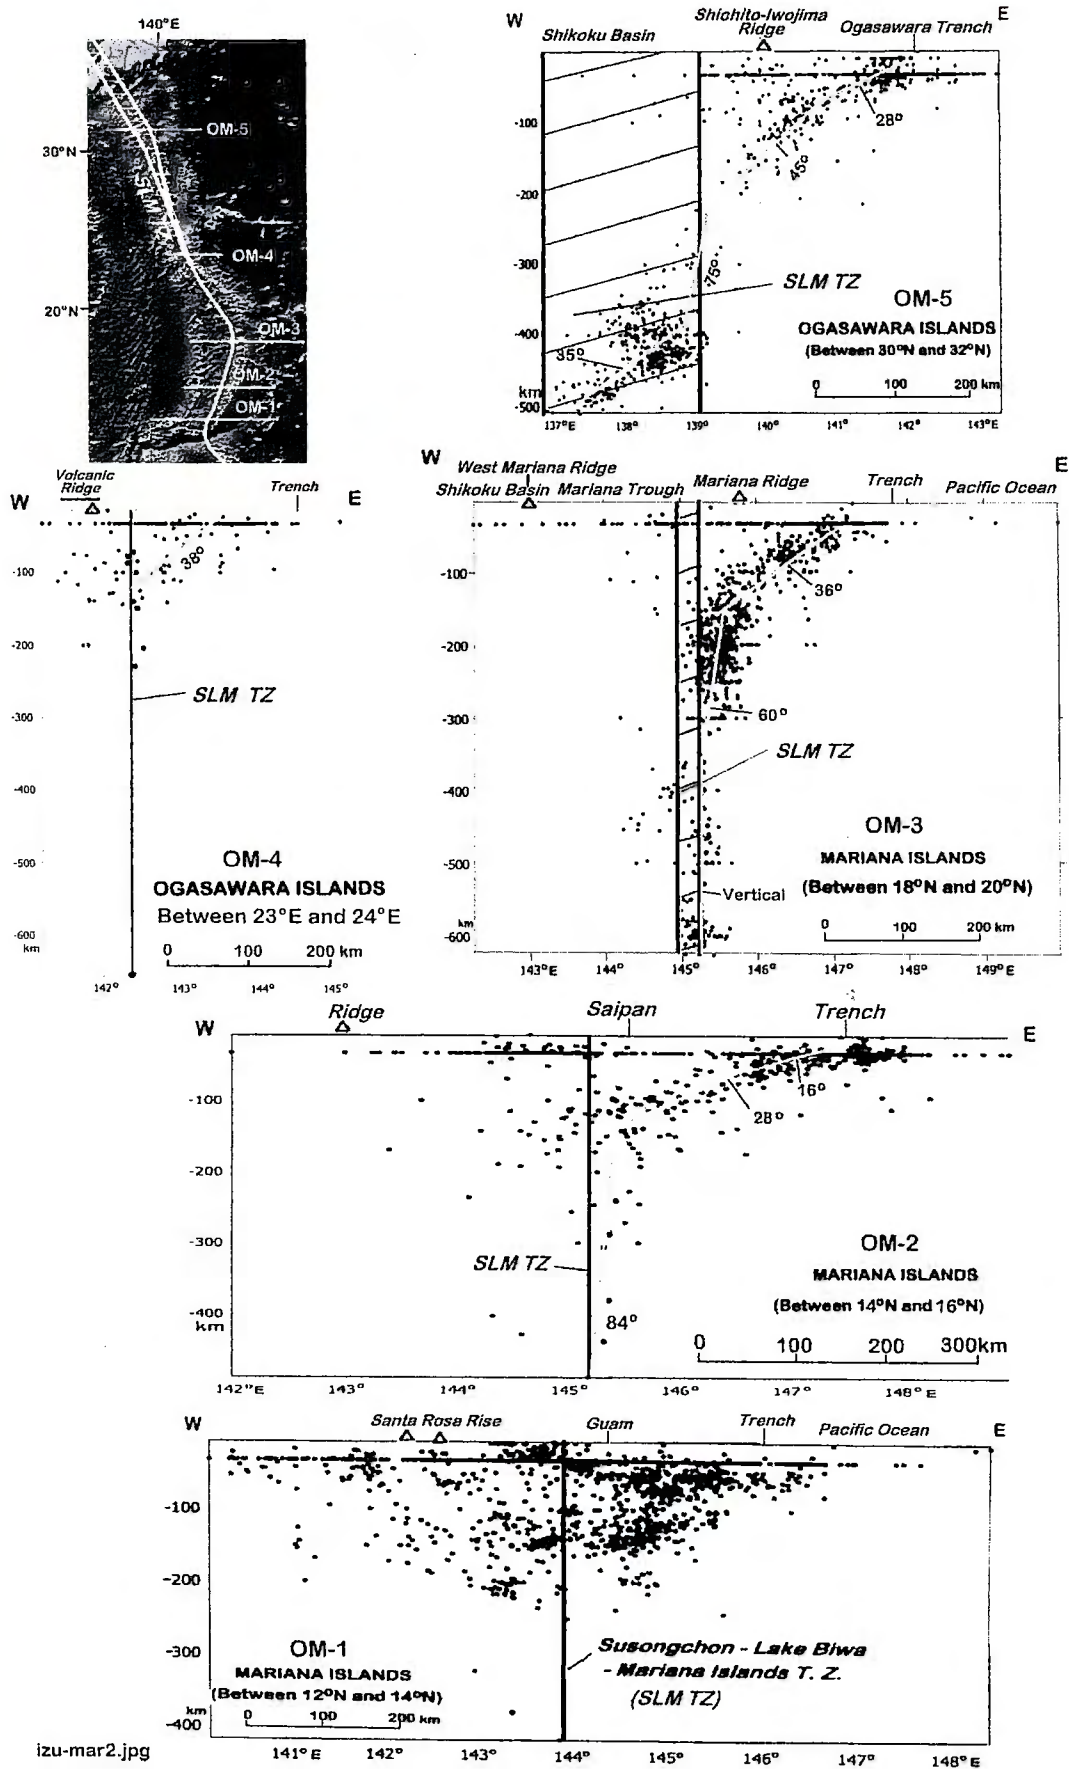 140°E
30°N
20°N
OM-5
SLM TZ
OM-4
OM-3
OM-2
OM-1
W
E
Shikoku Basin
Shichito-Iwojima
Ridge
Ogasawara Trench
-100
-200
-300
-400
km
-500
28°
45°
75°
35°
SLM TZ
OM-5
OGASAWARA ISLANDS
(Between 30°N and 32°N)
0 100 200 km
137°E 138° 139° 140° 141° 142° 143°E
Volcanic
Ridge
Trench
W
E
38°
-100
-200
-300
-400
-500
-600
km
SLM TZ
OM-4
OGASAWARA ISLANDS
Between 23°E and 24°E
0 100 200 km
142° 143° 144° 145°
W
E
West Mariana Ridge
Shikoku Basin Mariana Trough Mariana Ridge Trench Pacific Ocean
-100
-200
-300
-400
-500
km
-600
36°
60°
SLM TZ
Vertical
OM-3
MARIANA ISLANDS
(Between 18°N and 20°N)
0 100 200 km
143°E 144° 145° 146° 147° 148° 149°E
W
Ridge Saipan Trench
E
-100
-200
-300
-400
km
16°
28°
84°
SLM TZ
OM-2
MARIANA ISLANDS
(Between 14°N and 16°N)
0 100 200 300km
142°E 143° 144° 145° 146° 147° 148°E
W
Santa Rosa Rise Guam Trench Pacific Ocean
E
-100
-200
-300
km
-400
OM-1
MARIANA ISLANDS
(Between 12°N and 14°N)
0 100 200 km
Susongchon - Lake Biwa
- Mariana Islands T. Z.
(SLM TZ)
141°E 142° 143° 144° 145° 146° 147° 148°E
izu-mar2.jpg